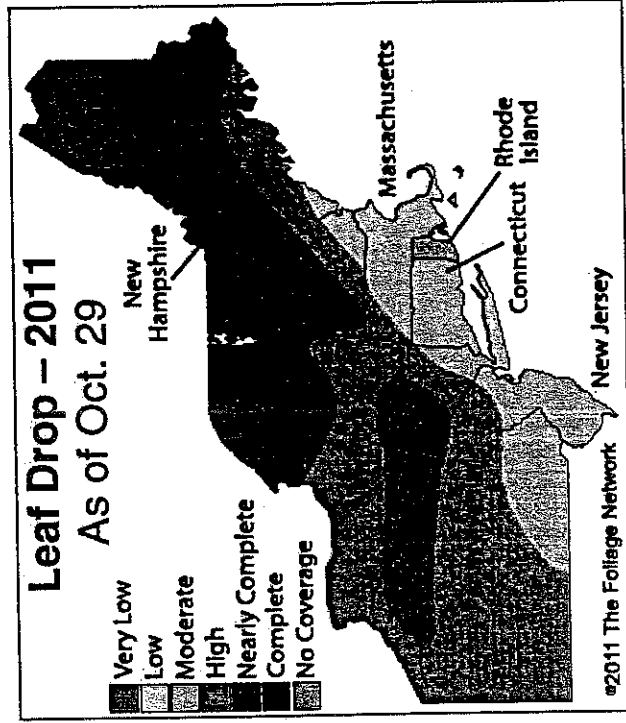 Leaf Drop – 2011
As of Oct. 29
Very Low
Low
Moderate
High
Nearly Complete
Complete
No Coverage
New
Hampshire
Massachusetts
Rhode
Island
Connecticut
New Jersey
©2011 The Foliage Network